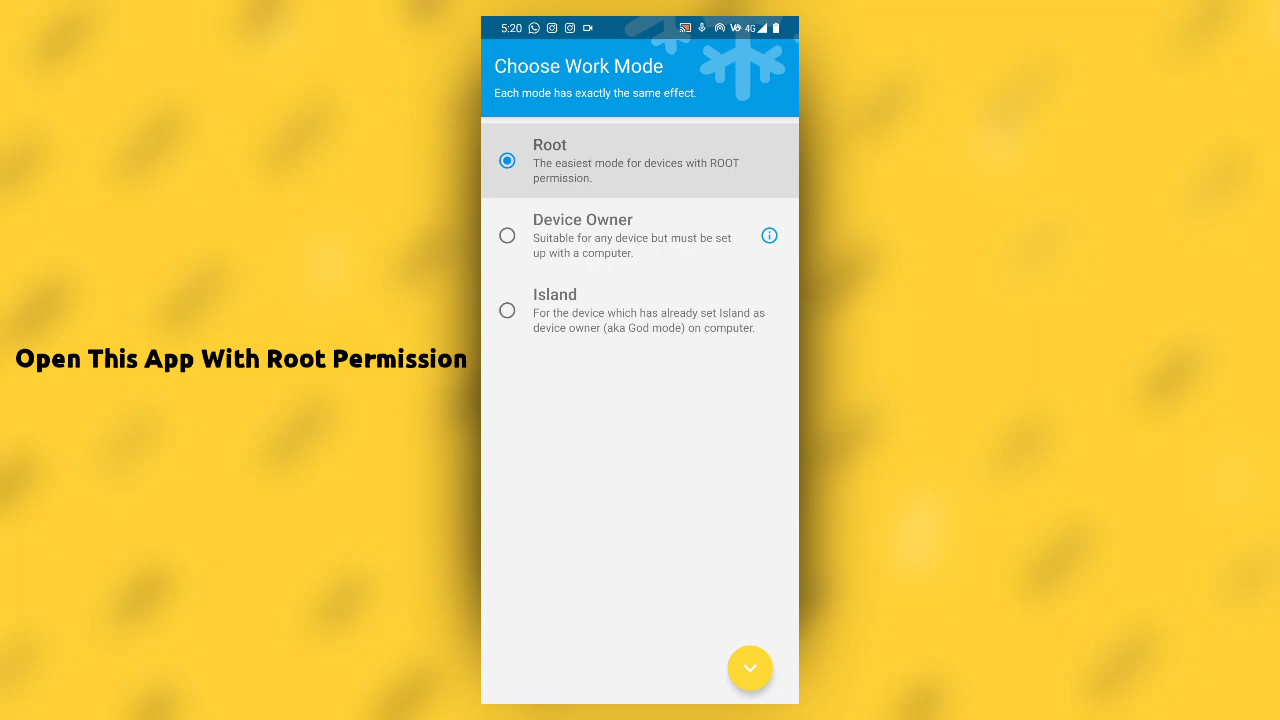 5:20
4G
Choose Work Mode
Each mode has exactly the same effect.
Root
The easiest mode for devices with ROOT
permission.
Device Owner
Suitable for any device but must be set
up with a computer.
Island
For the device which has already set Island as
device owner (aka God mode) on computer.
Open This App With Root Permission